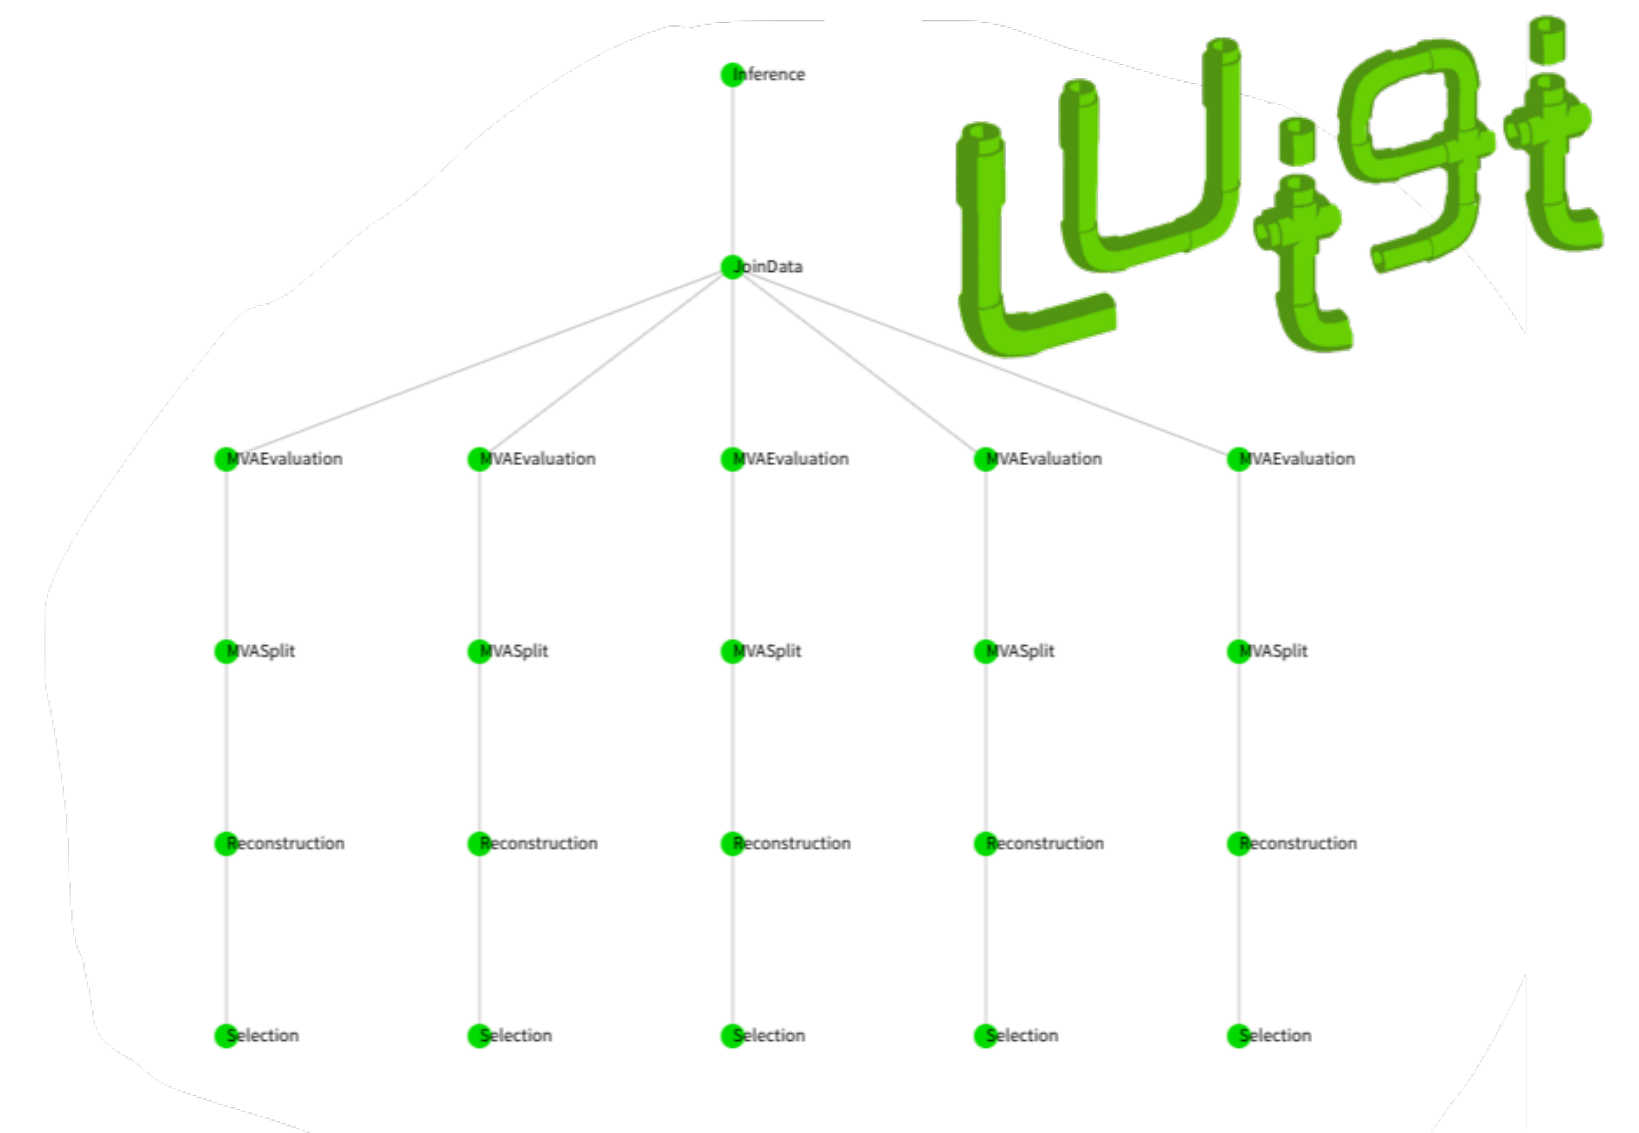 Luigi
Inference
JoinData
MVAEvaluation MVAEvaluation MVAEvaluation MVAEvaluation MVAEvaluation
MVASplit MVASplit MVASplit MVASplit MVASplit
Reconstruction Reconstruction Reconstruction Reconstruction Reconstruction
Selection Selection Selection Selection Selection